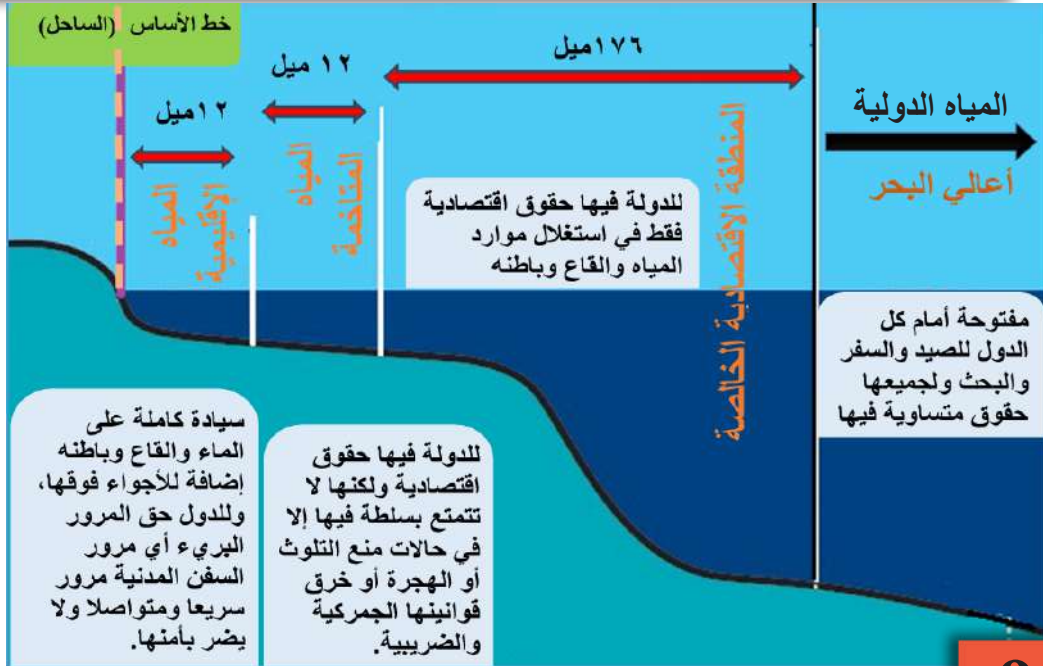 خط الأساس (الساحل)
١٧٦ميل
١٢ ميل
١٢ميل
المياه الدولية
أعالي البحر
المياه
الإقليمية
المياه
المتاخمة
المنطقة الاقتصادية الخالصة
للدولة فيها حقوق اقتصادية
فقط في استغلال موارد
المياه والقاع وباطنه
مفتوحة أمام كل
الدول للصيد والسفر
والبحث ولجميعها
حقوق متساوية فيها
سيادة كاملة على
الماء والقاع وباطنه
إضافة للأجواء فوقها،
وللدول حق المرور
البريء أي مرور
السفن المدنية مرور
سريعا ومتواصلا ولا
يضر بأمنها.
للدولة فيها حقوق
اقتصادية ولكنها لا
تتمتع بسلطة فيها إلا
في حالات منع التلوث
أو الهجرة أو خرق
قوانينها الجمركية
والضريبية.